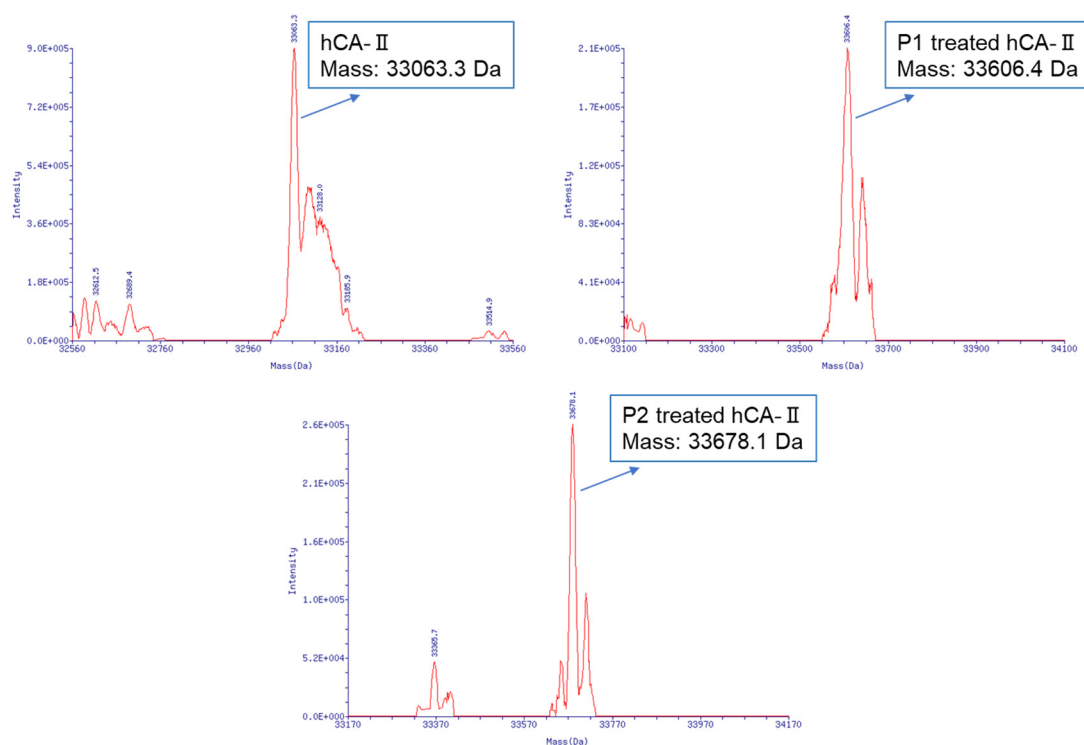 33063.3
hCA-Ⅱ
Mass: 33063.3 Da
9.0E+005
7.2E+005
5.4E+005
3.6E+005
1.8E+005
0.0E+000
Intensity
33128.0
33185.9
32612.5
32689.4
33514.9
32560
32760
32960
33160
33360
33560
Mass(Da)
33606.4
P1 treated hCA-Ⅱ
Mass: 33606.4 Da
2.1E+005
1.7E+005
1.2E+005
8.3E+004
4.1E+004
0.0E+000
Intensity
33100
33300
33500
33700
33900
34100
Mass(Da)
33678.1
P2 treated hCA-Ⅱ
Mass: 33678.1 Da
2.6E+005
2.1E+005
1.6E+005
1.0E+005
5.2E+004
0.0E+000
Intensity
33365.7
33170
33370
33570
33770
33970
34170
Mass(Da)